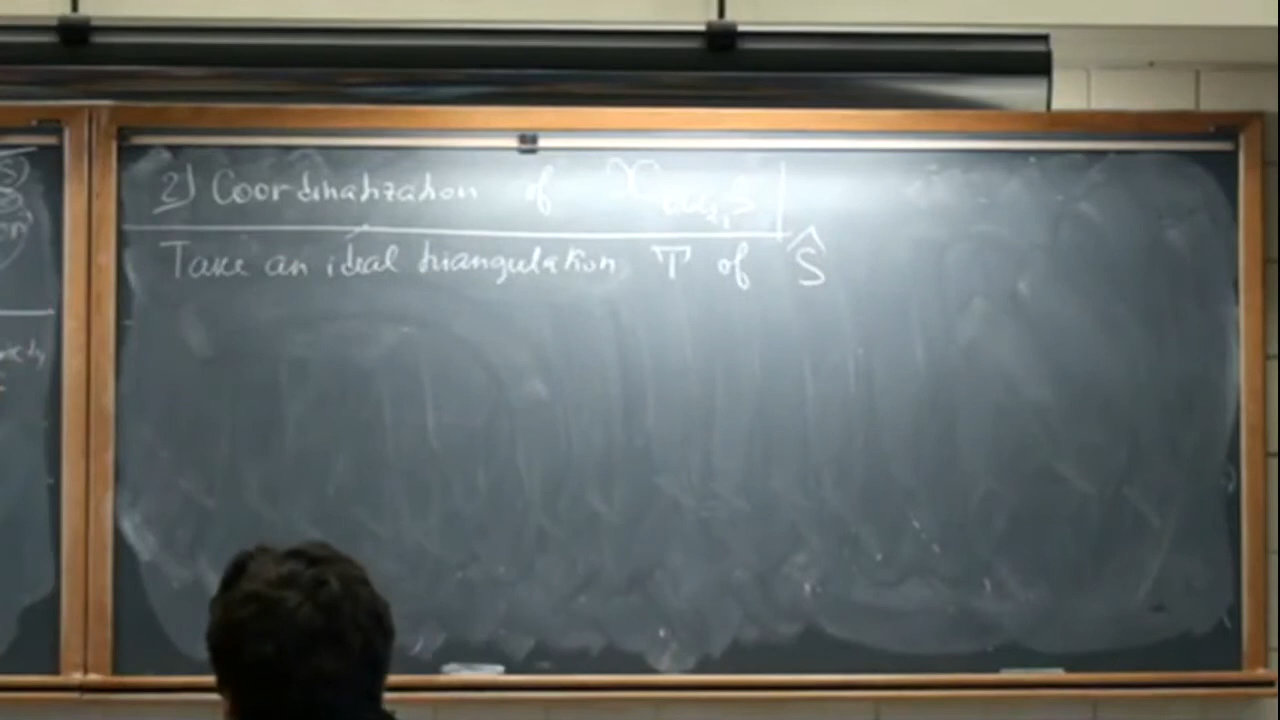 2) Coordinatization of X
Take an ideal triangulation T of Ŝ